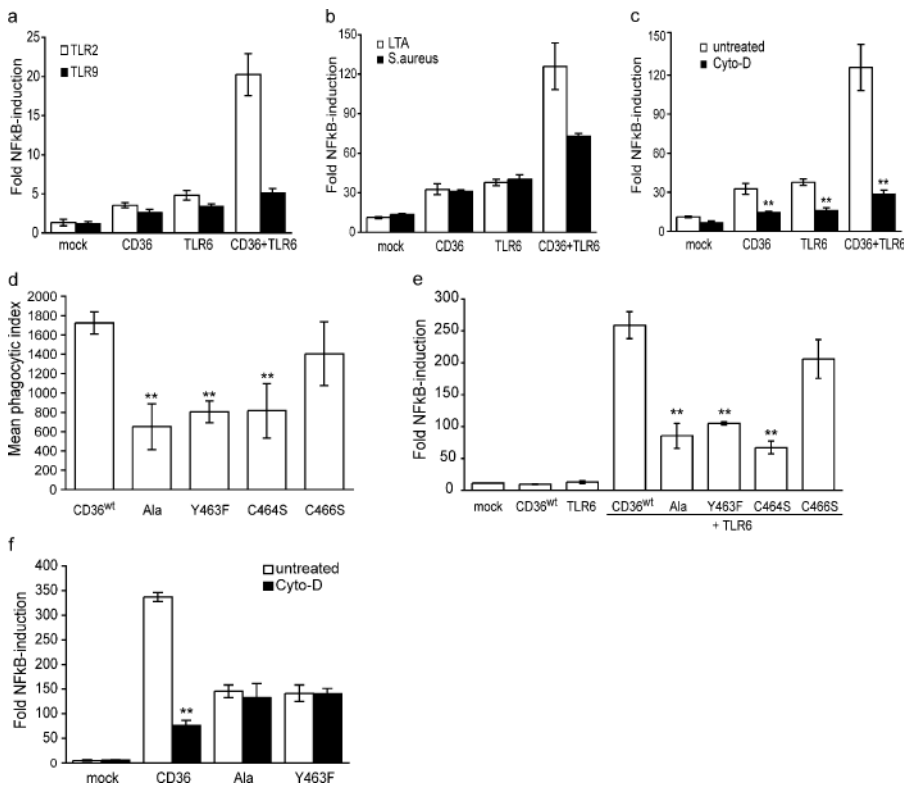 a
TLR2
TLR9
Fold NFkB-induction
25
20
15
10
5
0
mock CD36 TLR6 CD36+TLR6
b
LTA
S.aureus
Fold NFkB-induction
150
120
90
60
30
0
mock CD36 TLR6 CD36+TLR6
c
untreated
Cyto-D
Fold NFkB-induction
150
120
90
60
30
0
** ** **
mock CD36 TLR6 CD36+TLR6
d
Mean phagocytic index
2000
1800
1600
1400
1200
1000
800
600
400
200
0
** ** **
CD36wt Ala Y463F C464S C466S
e
Fold NFkB-induction
300
250
200
150
100
50
0
** ** **
mock CD36wt TLR6 CD36wt Ala Y463F C464S C466S
+ TLR6
f
untreated
Cyto-D
Fold NFkB-induction
400
350
300
250
200
150
100
50
0
**
mock CD36 Ala Y463F